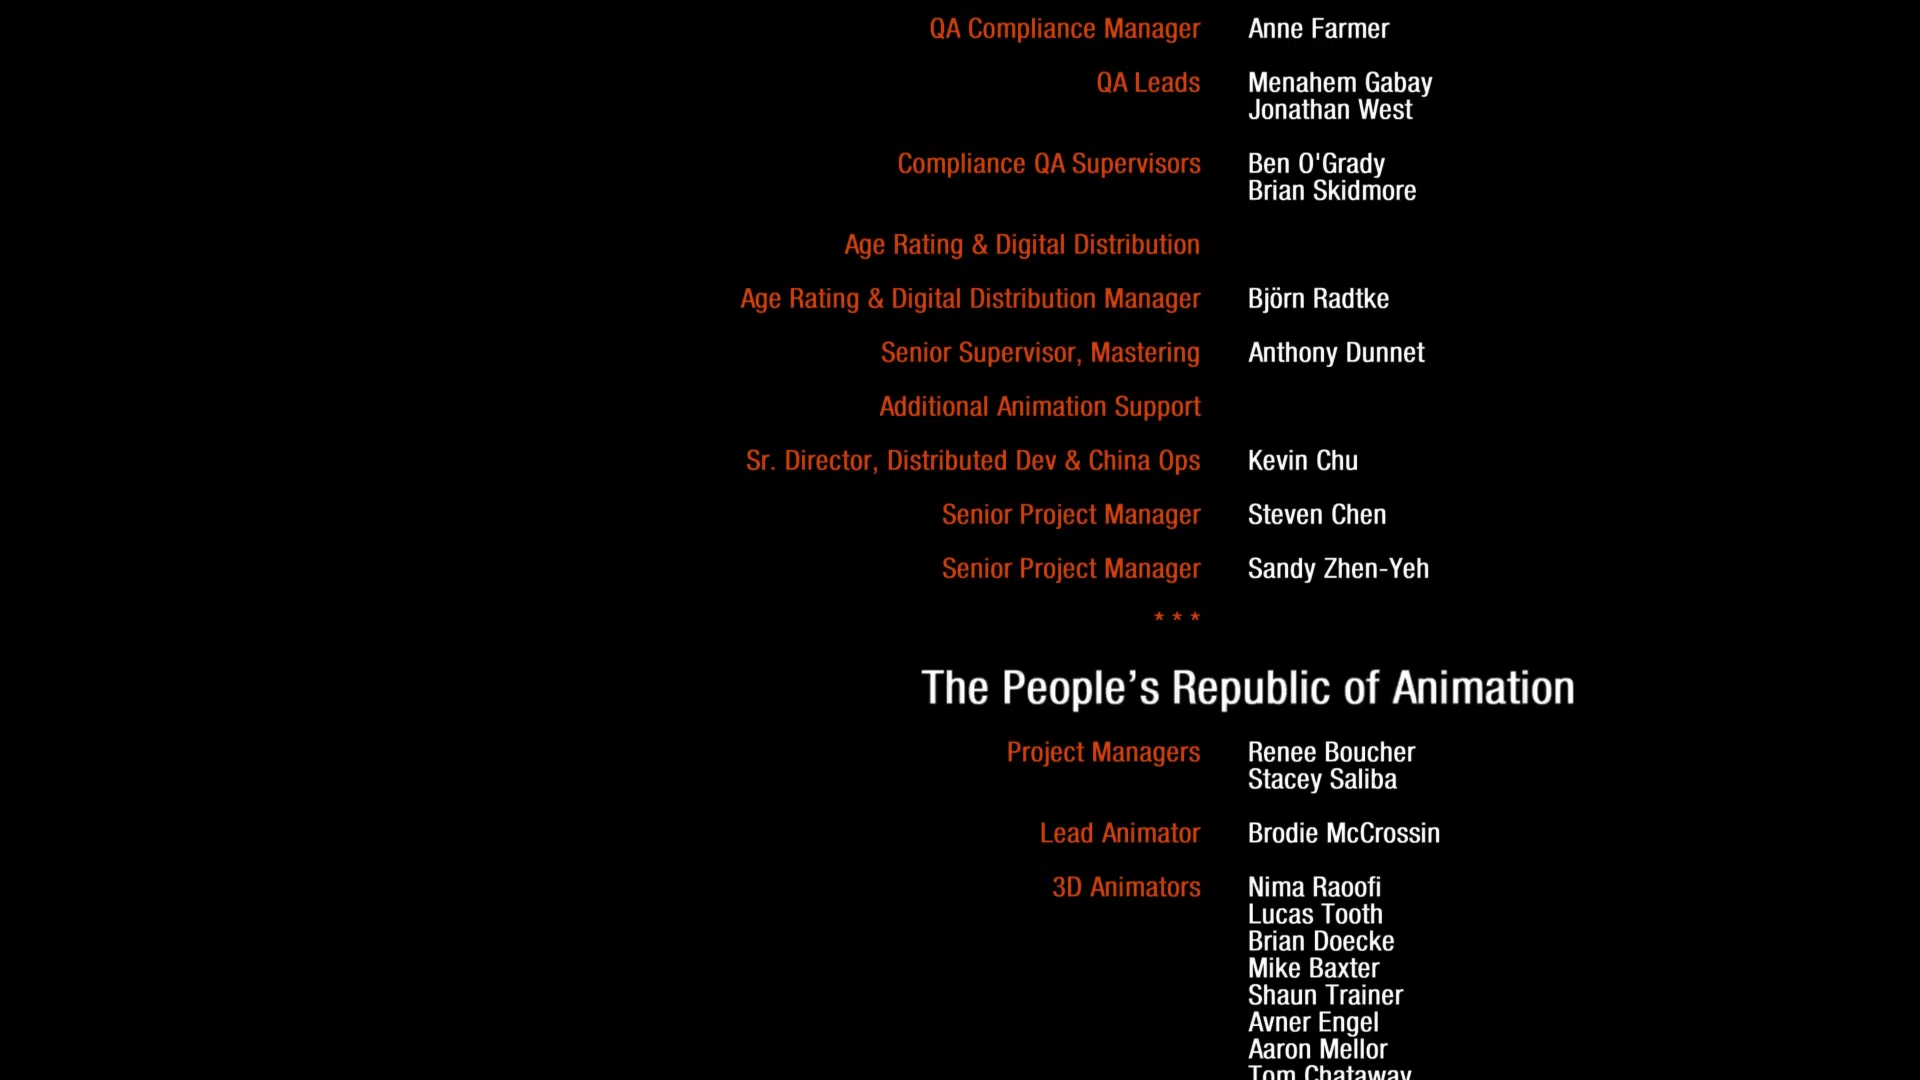 QA Compliance Manager Anne Farmer
QA Leads Menahem Gabay
Jonathan West
Compliance QA Supervisors Ben O'Grady
Brian Skidmore
Age Rating & Digital Distribution
Age Rating & Digital Distribution Manager Björn Radtke
Senior Supervisor, Mastering Anthony Dunnet
Additional Animation Support
Sr. Director, Distributed Dev & China Ops Kevin Chu
Senior Project Manager Steven Chen
Senior Project Manager Sandy Zhen-Yeh
* * *
The People’s Republic of Animation
Project Managers Renee Boucher
Stacey Saliba
Lead Animator Brodie McCrossin
3D Animators Nima Raoofi
Lucas Tooth
Brian Doecke
Mike Baxter
Shaun Trainer
Avner Engel
Aaron Mellor
Tom Chataway